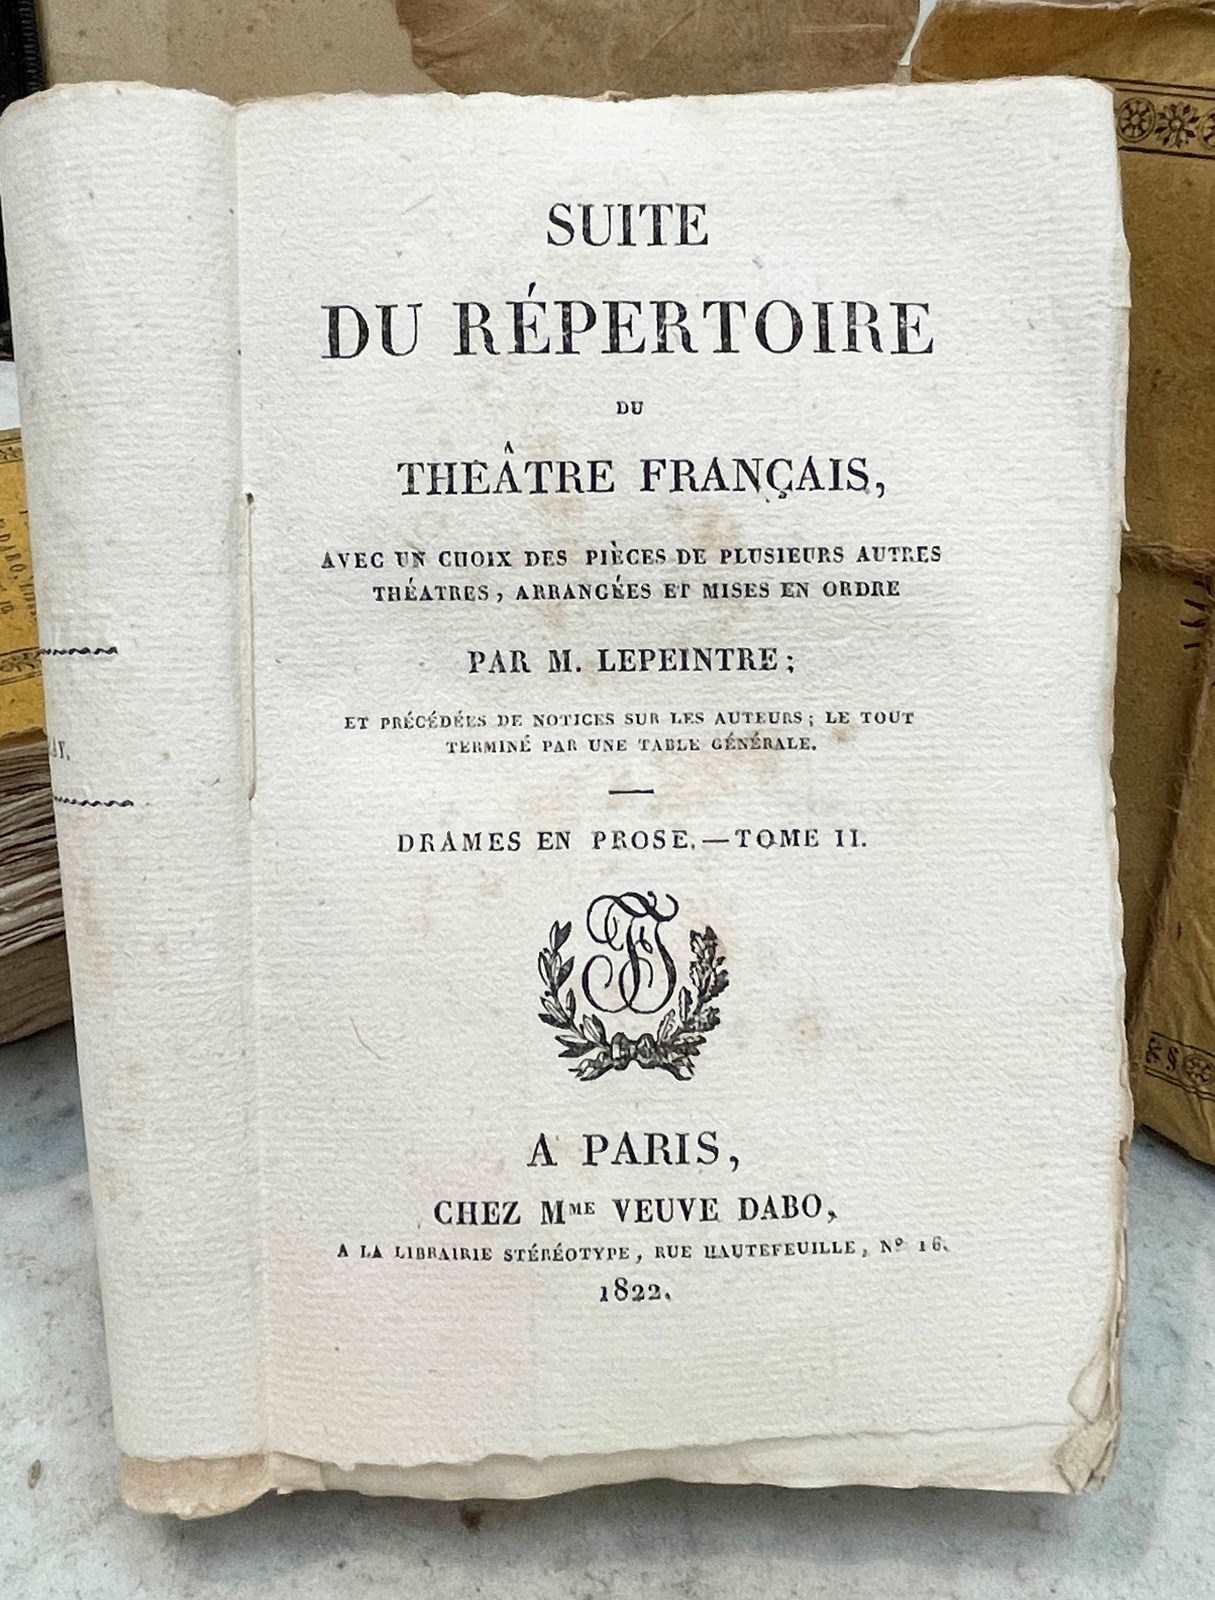 SUITE
DU RÉPERTOIRE
DU
THÉÂTRE FRANÇAIS,
AVEC UN CHOIX DES PIÈCES DE PLUSIEURS AUTRES
THÉATRES, ARRANGÉES ET MISES EN ORDRE
PAR M. LEPEINTRE;
ET PRÉCÉDÉES DE NOTICES SUR LES AUTEURS; LE TOUT
TERMINÉ PAR UNE TABLE GÉNÉRALE.
DRAMES EN PROSE.—TOME II.
A PARIS,
CHEZ MME VEUVE DABO,
A LA LIBRAIRIE STÉRÉOTYPE, RUE HAUTEFEUILLE, No 16.
1822.